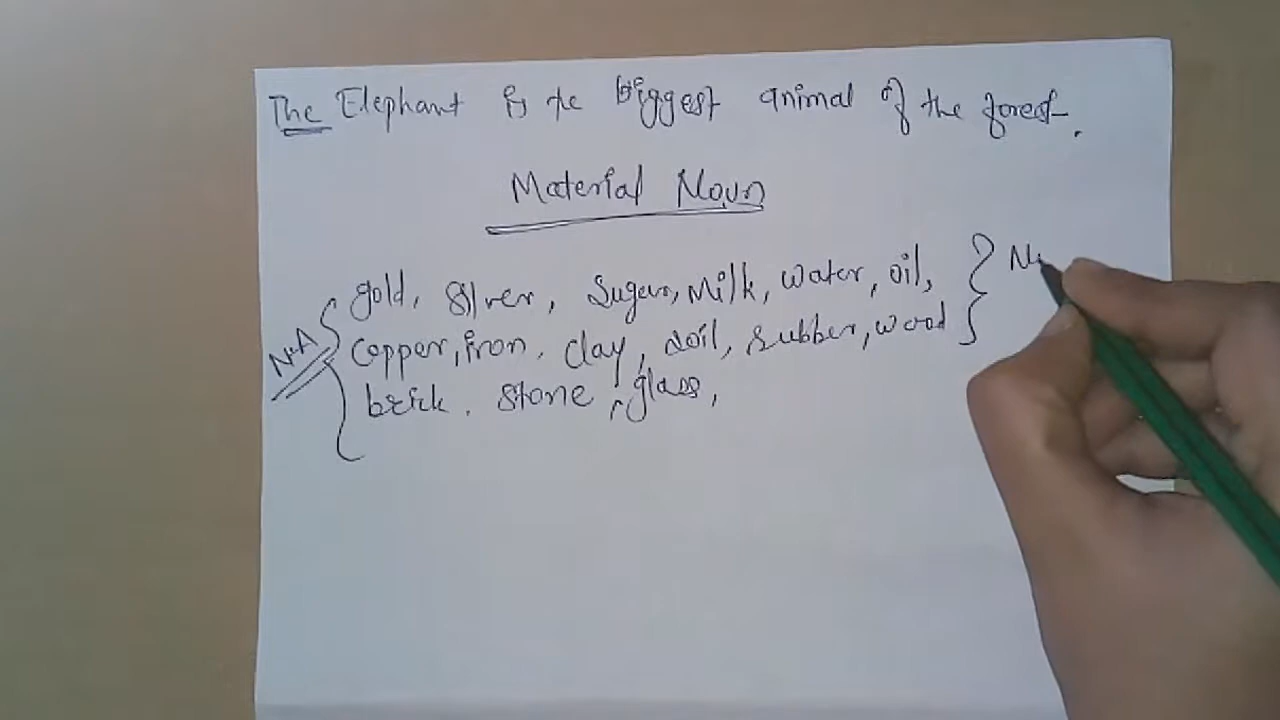 The Elephant is the biggest animal of the forest.
Material Noun
gold, Silver, Sugar, Milk, water, oil,
N+A
copper, iron, clay, soil, rubber, wood
brick, stone, glass,